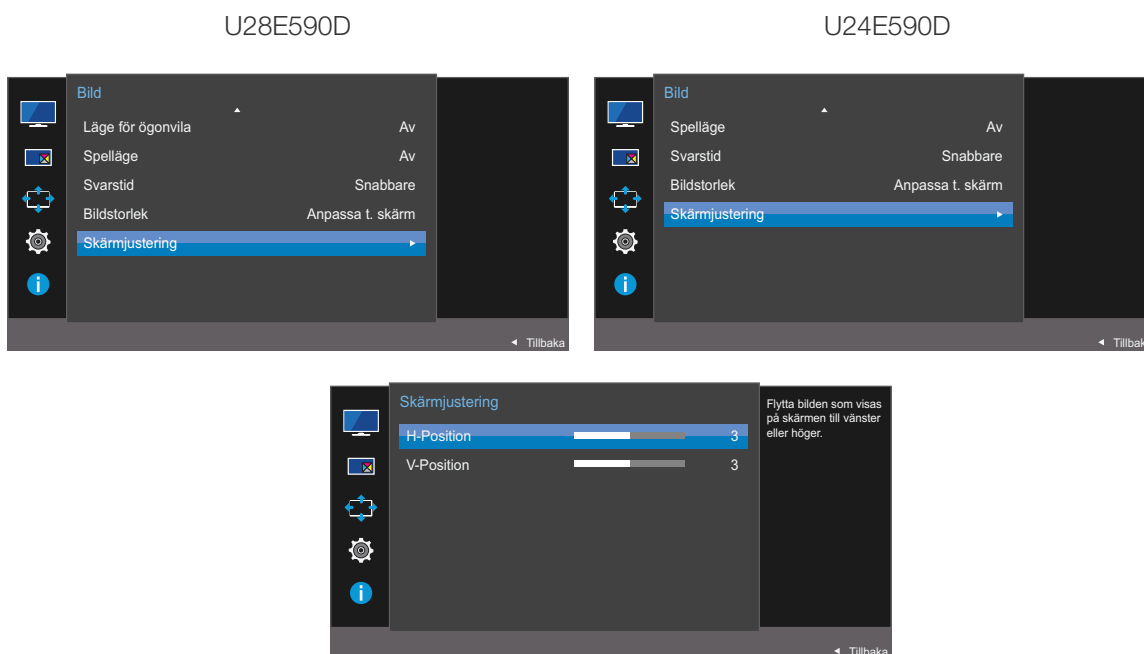 U28E590D
U24E590D
Bild
Läge för ögonvila Av
Spelläge Av
Svarstid Snabbare
Bildstorlek Anpassa t. skärm
Skärmjustering
Tillbaka
Bild
Spelläge Av
Svarstid Snabbare
Bildstorlek Anpassa t. skärm
Skärmjustering
Tillbak
Skärmjustering
H-Position 3
V-Position 3
Flytta bilden som visas
på skärmen till vänster
eller höger.
Tillbaka